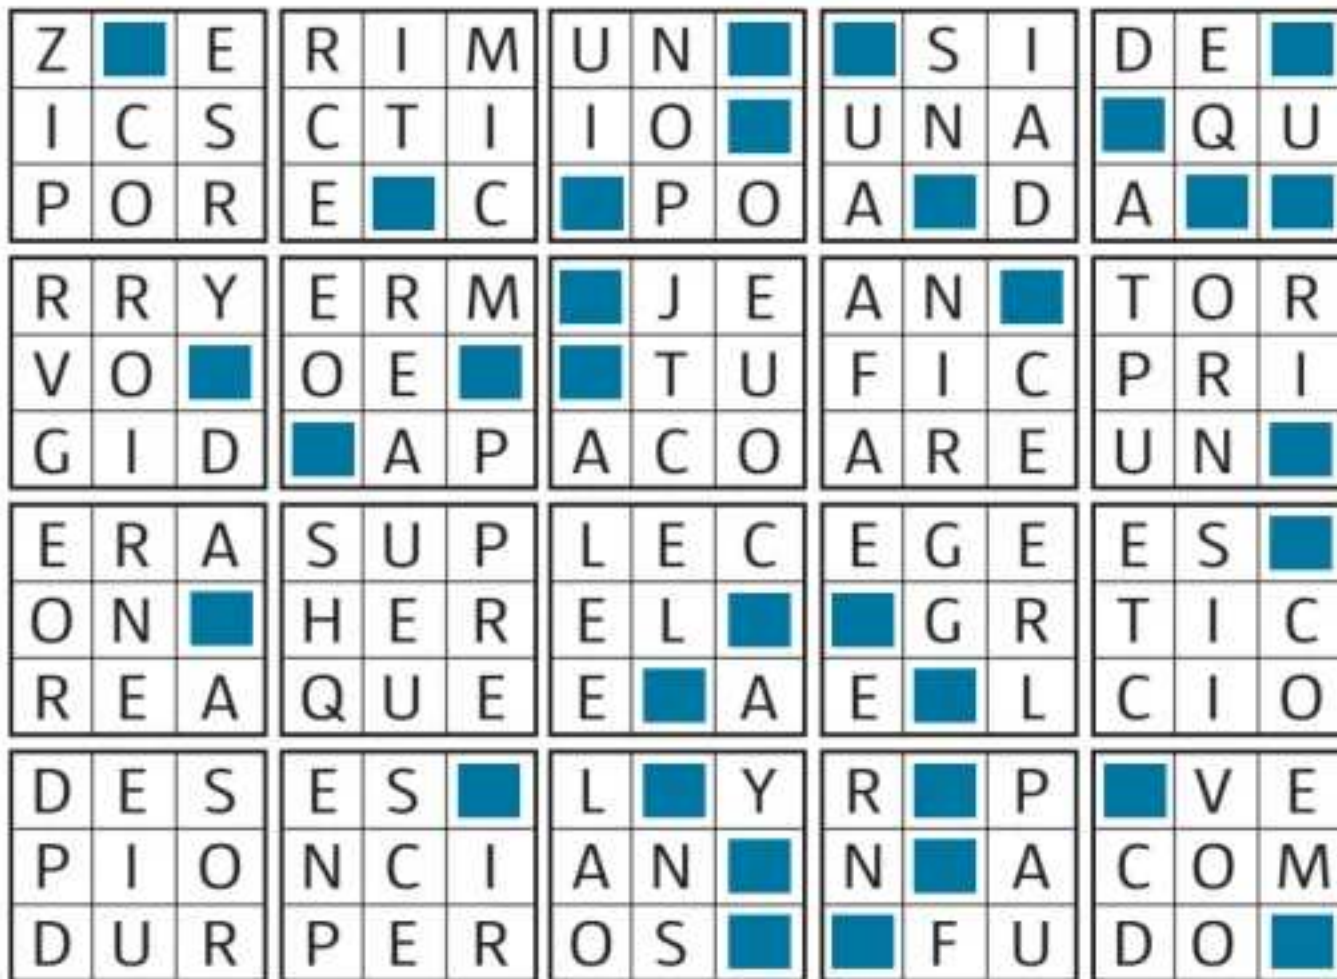 Z E R I M U N S I D E
I C S C T I I O U N A Q U
P O R E C P O A D A
R R Y E R M J E A N T O R
V O O E T U F I C P R I
G I D A P A C O A R E U N
E R A S U P L E C E G E E S
O N H E R E L G R T I C
R E A Q U E E A E L C I O
D E S E S L Y R P V E
P I O N C I A N N A C O M
D U R P E R O S F U D O